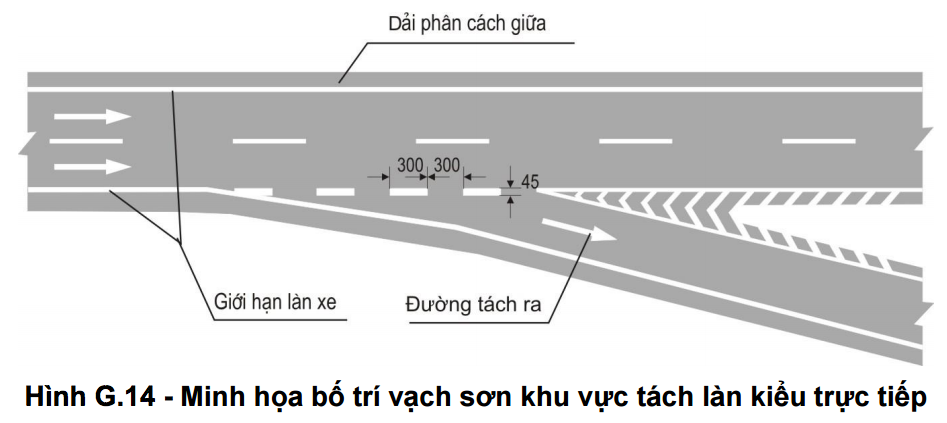 Dải phân cách giữa
300 300
45
Giới hạn làn xe
Đường tách ra
Hình G.14 - Minh họa bố trí vạch sơn khu vực tách làn kiểu trực tiếp